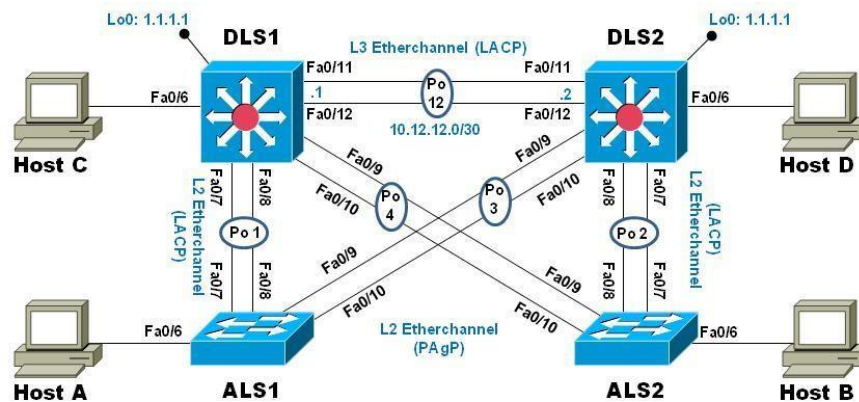 Lo0: 1.1.1.1
Lo0: 1.1.1.1
DLS1
L3 Etherchannel (LACP)
DLS2
Fa0/11
Fa0/11
Fa0/6
.1
Po
12
.2
Fa0/6
Fa0/12
Fa0/12
10.12.12.0/30
Host C
Host D
Fa0/9
Fa0/9
Fa0/10
Fa0/10
Fa0/7
Fa0/8
Fa0/8
Fa0/7
L2 Etherchannel
(LACP)
Po
4
Po
3
L2 Etherchannel
(LACP)
Po 1
Po 2
Fa0/7
Fa0/8
Fa0/9
Fa0/10
Fa0/9
Fa0/10
Fa0/8
Fa0/7
Fa0/6
L2 Etherchannel
(PAgP)
Fa0/6
Host A
ALS1
ALS2
Host B